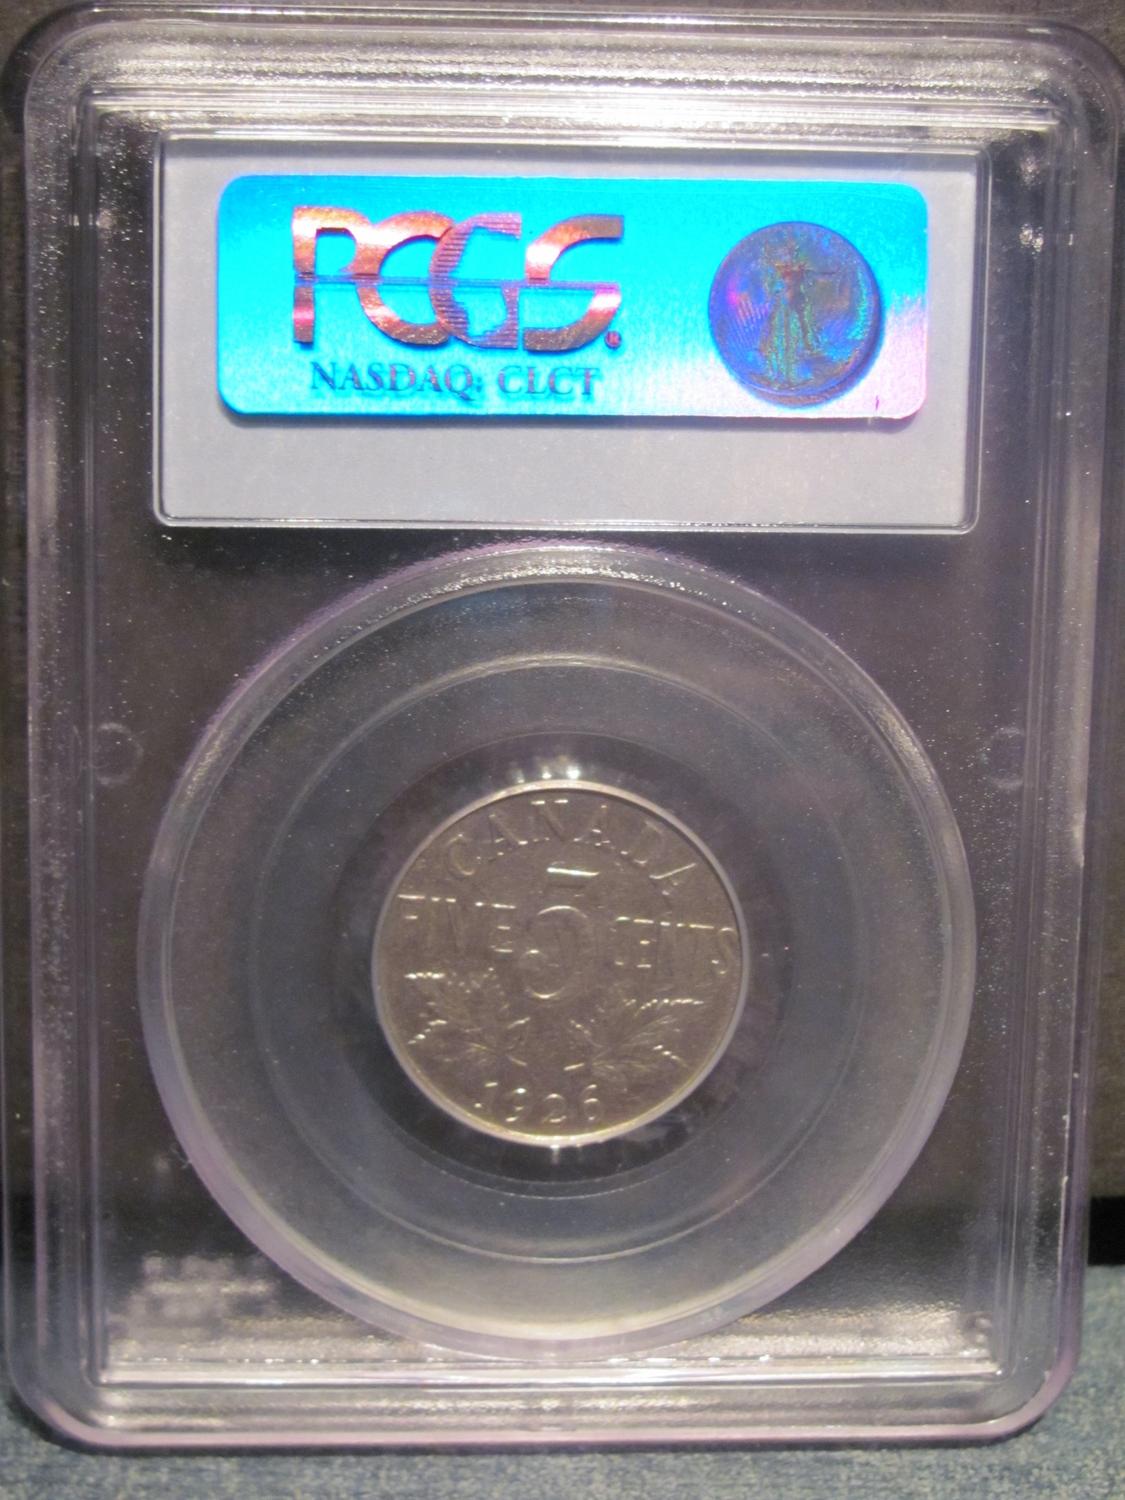 PCGS®
NASDAQ: CLCT
CANADA
FIVE 5 CENTS
1926